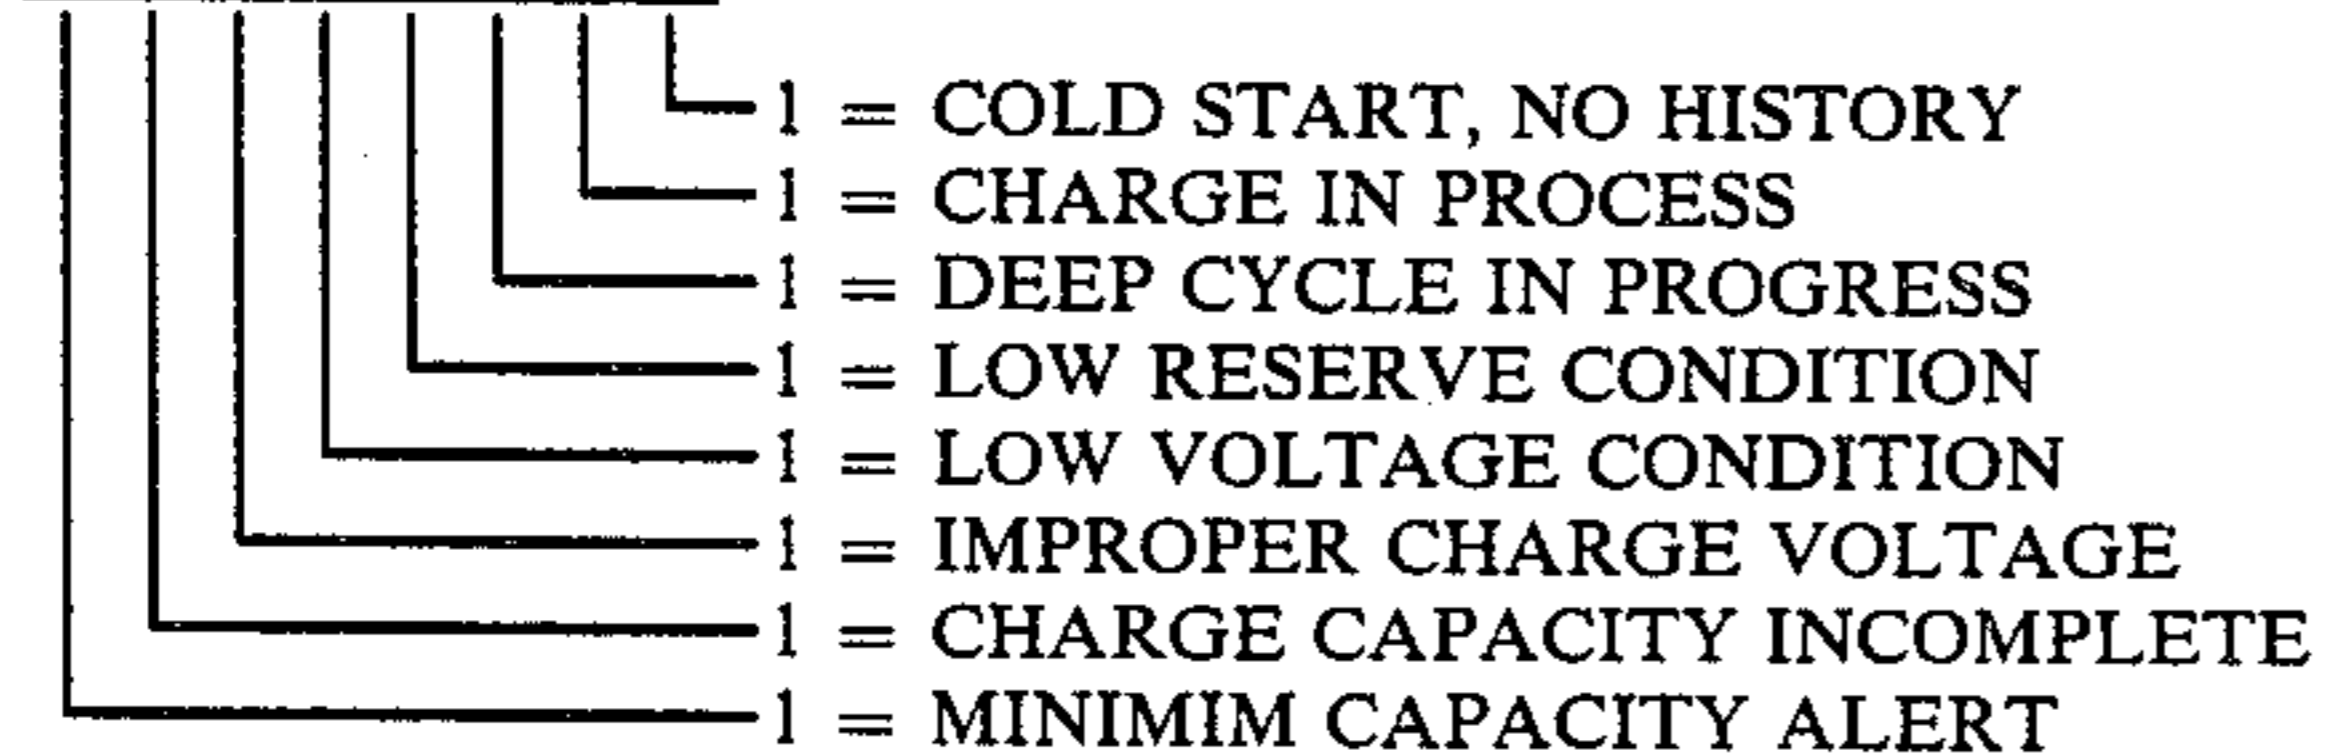 1 = COLD START, NO HISTORY
1 = CHARGE IN PROCESS
1 = DEEP CYCLE IN PROGRESS
1 = LOW RESERVE CONDITION
1 = LOW VOLTAGE CONDITION
1 = IMPROPER CHARGE VOLTAGE
1 = CHARGE CAPACITY INCOMPLETE
1 = MINIMIM CAPACITY ALERT